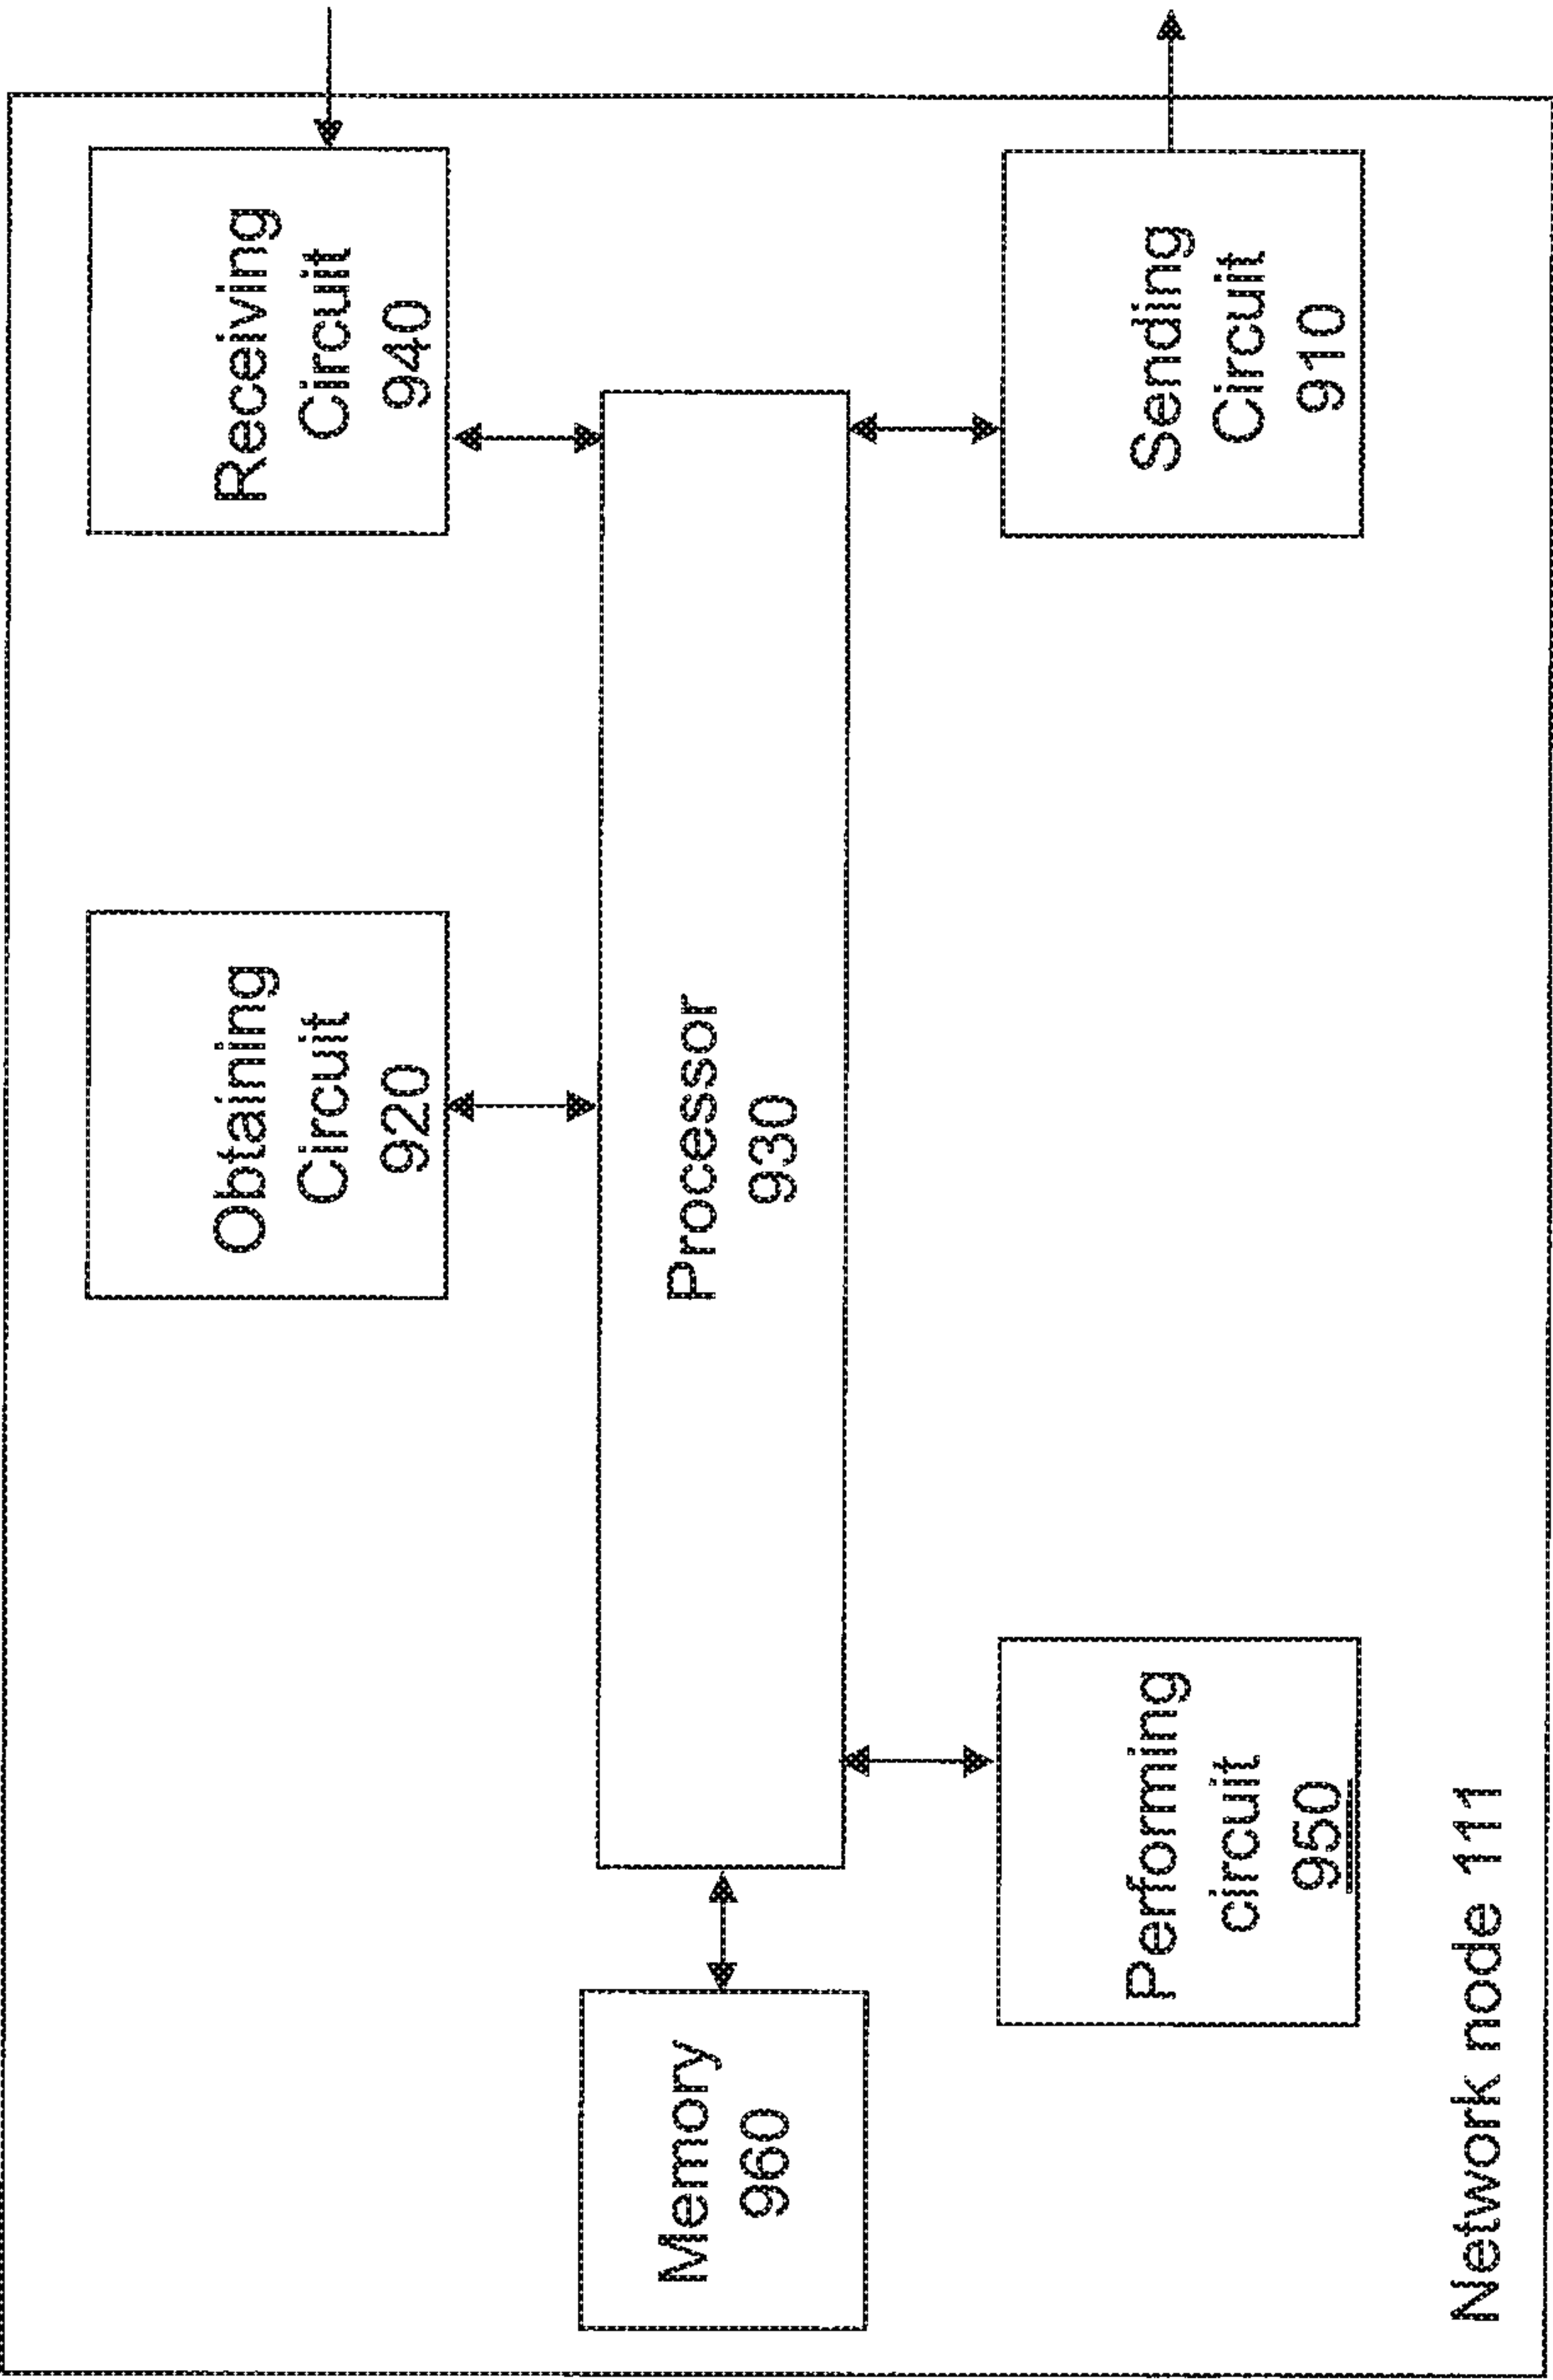 Obtaining
Circuit
920
Receiving
Circuit
940
Memory
960
Processor
930
Performing
circuit
950
Sending
Circuit
910
Network node 111